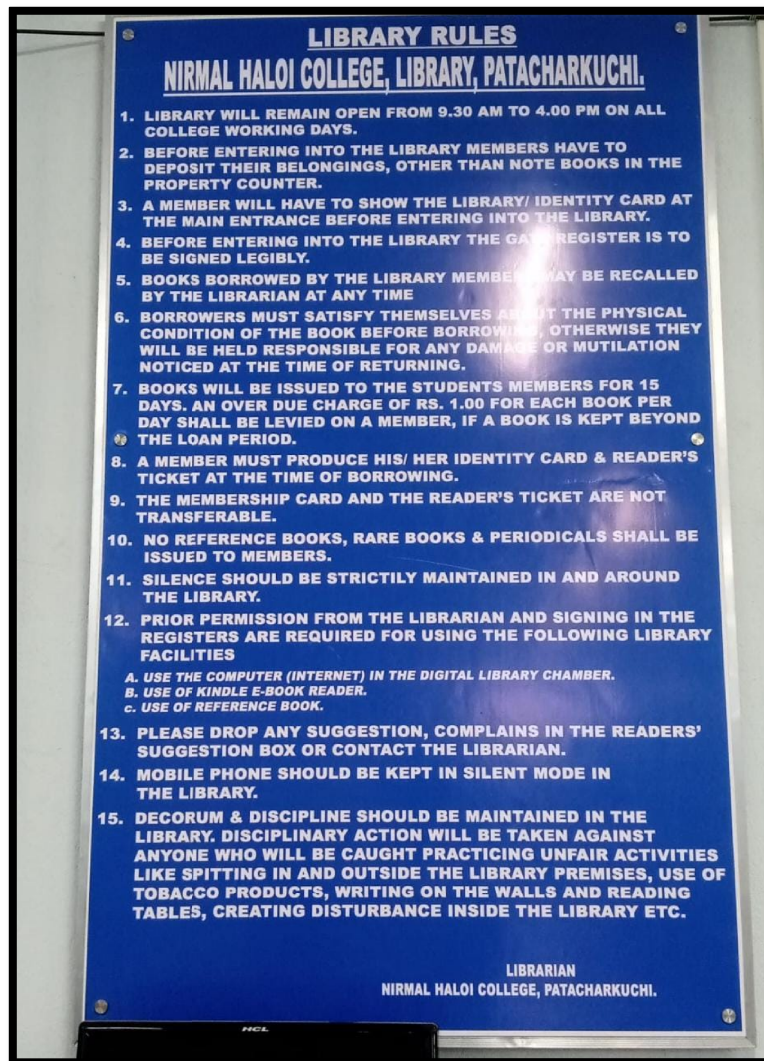 LIBRARY RULES
NIRMAL HALOI COLLEGE, LIBRARY, PATACHARKUCHI.
1. LIBRARY WILL REMAIN OPEN FROM 9.30 AM TO 4.00 PM ON ALL
COLLEGE WORKING DAYS.
2. BEFORE ENTERING INTO THE LIBRARY MEMBERS HAVE TO
DEPOSIT THEIR BELONGINGS, OTHER THAN NOTE BOOKS IN THE
PROPERTY COUNTER.
3. A MEMBER WILL HAVE TO SHOW THE LIBRARY/ IDENTITY CARD AT
THE MAIN ENTRANCE BEFORE ENTERING INTO THE LIBRARY.
4. BEFORE ENTERING INTO THE LIBRARY THE GATE REGISTER IS TO
BE SIGNED LEGIBLY.
5. BOOKS BORROWED BY THE LIBRARY MEMBERS MAY BE RECALLED
BY THE LIBRARIAN AT ANY TIME
6. BORROWERS MUST SATISFY THEMSELVES ABOUT THE PHYSICAL
CONDITION OF THE BOOK BEFORE BORROWING, OTHERWISE THEY
WILL BE HELD RESPONSIBLE FOR ANY DAMAGE OR MUTILATION
NOTICED AT THE TIME OF RETURNING.
7. BOOKS WILL BE ISSUED TO THE STUDENTS MEMBERS FOR 15
DAYS. AN OVER DUE CHARGE OF RS. 1.00 FOR EACH BOOK PER
DAY SHALL BE LEVIED ON A MEMBER, IF A BOOK IS KEPT BEYOND
THE LOAN PERIOD.
8. A MEMBER MUST PRODUCE HIS/ HER IDENTITY CARD & READER'S
TICKET AT THE TIME OF BORROWING.
9. THE MEMBERSHIP CARD AND THE READER'S TICKET ARE NOT
TRANSFERABLE.
10. NO REFERENCE BOOKS, RARE BOOKS & PERIODICALS SHALL BE
ISSUED TO MEMBERS.
11. SILENCE SHOULD BE STRICTILY MAINTAINED IN AND AROUND
THE LIBRARY.
12. PRIOR PERMISSION FROM THE LIBRARIAN AND SIGNING IN THE
REGISTERS ARE REQUIRED FOR USING THE FOLLOWING LIBRARY
FACILITIES
A. USE THE COMPUTER (INTERNET) IN THE DIGITAL LIBRARY CHAMBER.
B. USE OF KINDLE E-BOOK READER.
c. USE OF REFERENCE BOOK.
13. PLEASE DROP ANY SUGGESTION, COMPLAINS IN THE READERS'
SUGGESTION BOX OR CONTACT THE LIBRARIAN.
14. MOBILE PHONE SHOULD BE KEPT IN SILENT MODE IN
THE LIBRARY.
15. DECORUM & DISCIPLINE SHOULD BE MAINTAINED IN THE
LIBRARY. DISCIPLINARY ACTION WILL BE TAKEN AGAINST
ANYONE WHO WILL BE CAUGHT PRACTICING UNFAIR ACTIVITIES
LIKE SPITTING IN AND OUTSIDE THE LIBRARY PREMISES, USE OF
TOBACCO PRODUCTS, WRITING ON THE WALLS AND READING
TABLES, CREATING DISTURBANCE INSIDE THE LIBRARY ETC.
LIBRARIAN
NIRMAL HALOI COLLEGE, PATACHARKUCHI.
HCL